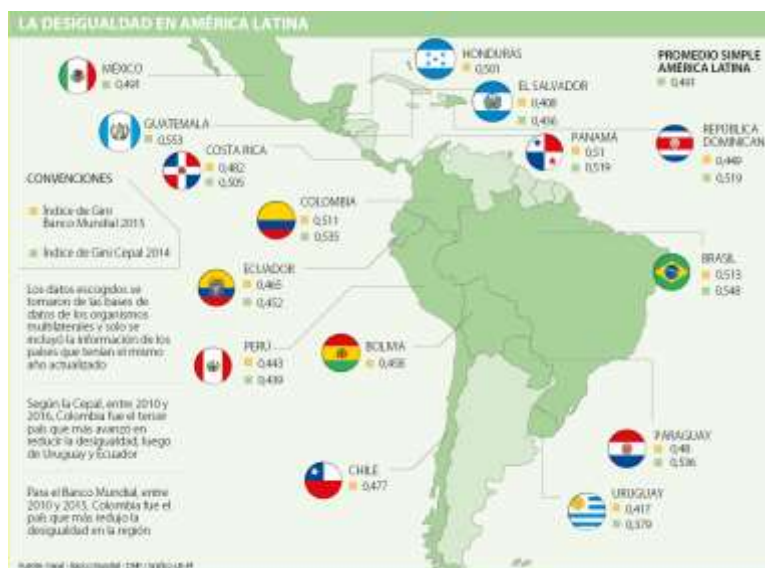 LA DESIGUALDAD EN AMÉRICA LATINA
MÉXICO
0,491
HONDURAS
0,501
PROMEDIO SIMPLE
AMÉRICA LATINA
0,491
EL SALVADOR
0,408
0,436
GUATEMALA
0,553
COSTA RICA
0,482
0,505
PANAMÁ
0,51
0,519
REPÚBLICA
DOMINICAN
0,449
0,519
CONVENCIONES
Índice de Gini
Banco Mundial 2015
Índice de Gini Cepal 2014
COLOMBIA
0,511
0,535
ECUADOR
0,465
0,452
BRASIL
0,513
0,548
Los datos escogidos se
tomaron de las bases de
datos de los organismos
multilaterales y solo se
incluyó la información de los
países que tenían el mismo
año actualizado
PERÚ
0,443
0,439
BOLIVIA
0,458
Según la Cepal, entre 2010 y
2016, Colombia fue el tercer
país que más avanzó en
reducir la desigualdad, luego
de Uruguay y Ecuador
PARAGUAY
0,48
0,536
CHILE
0,477
URUGUAY
0,417
0,379
Para el Banco Mundial, entre
2010 y 2015, Colombia fue el
país que más redujo la
desigualdad en la región
Fuente: Cepal / Banco Mundial / DNP / Gráfico LR